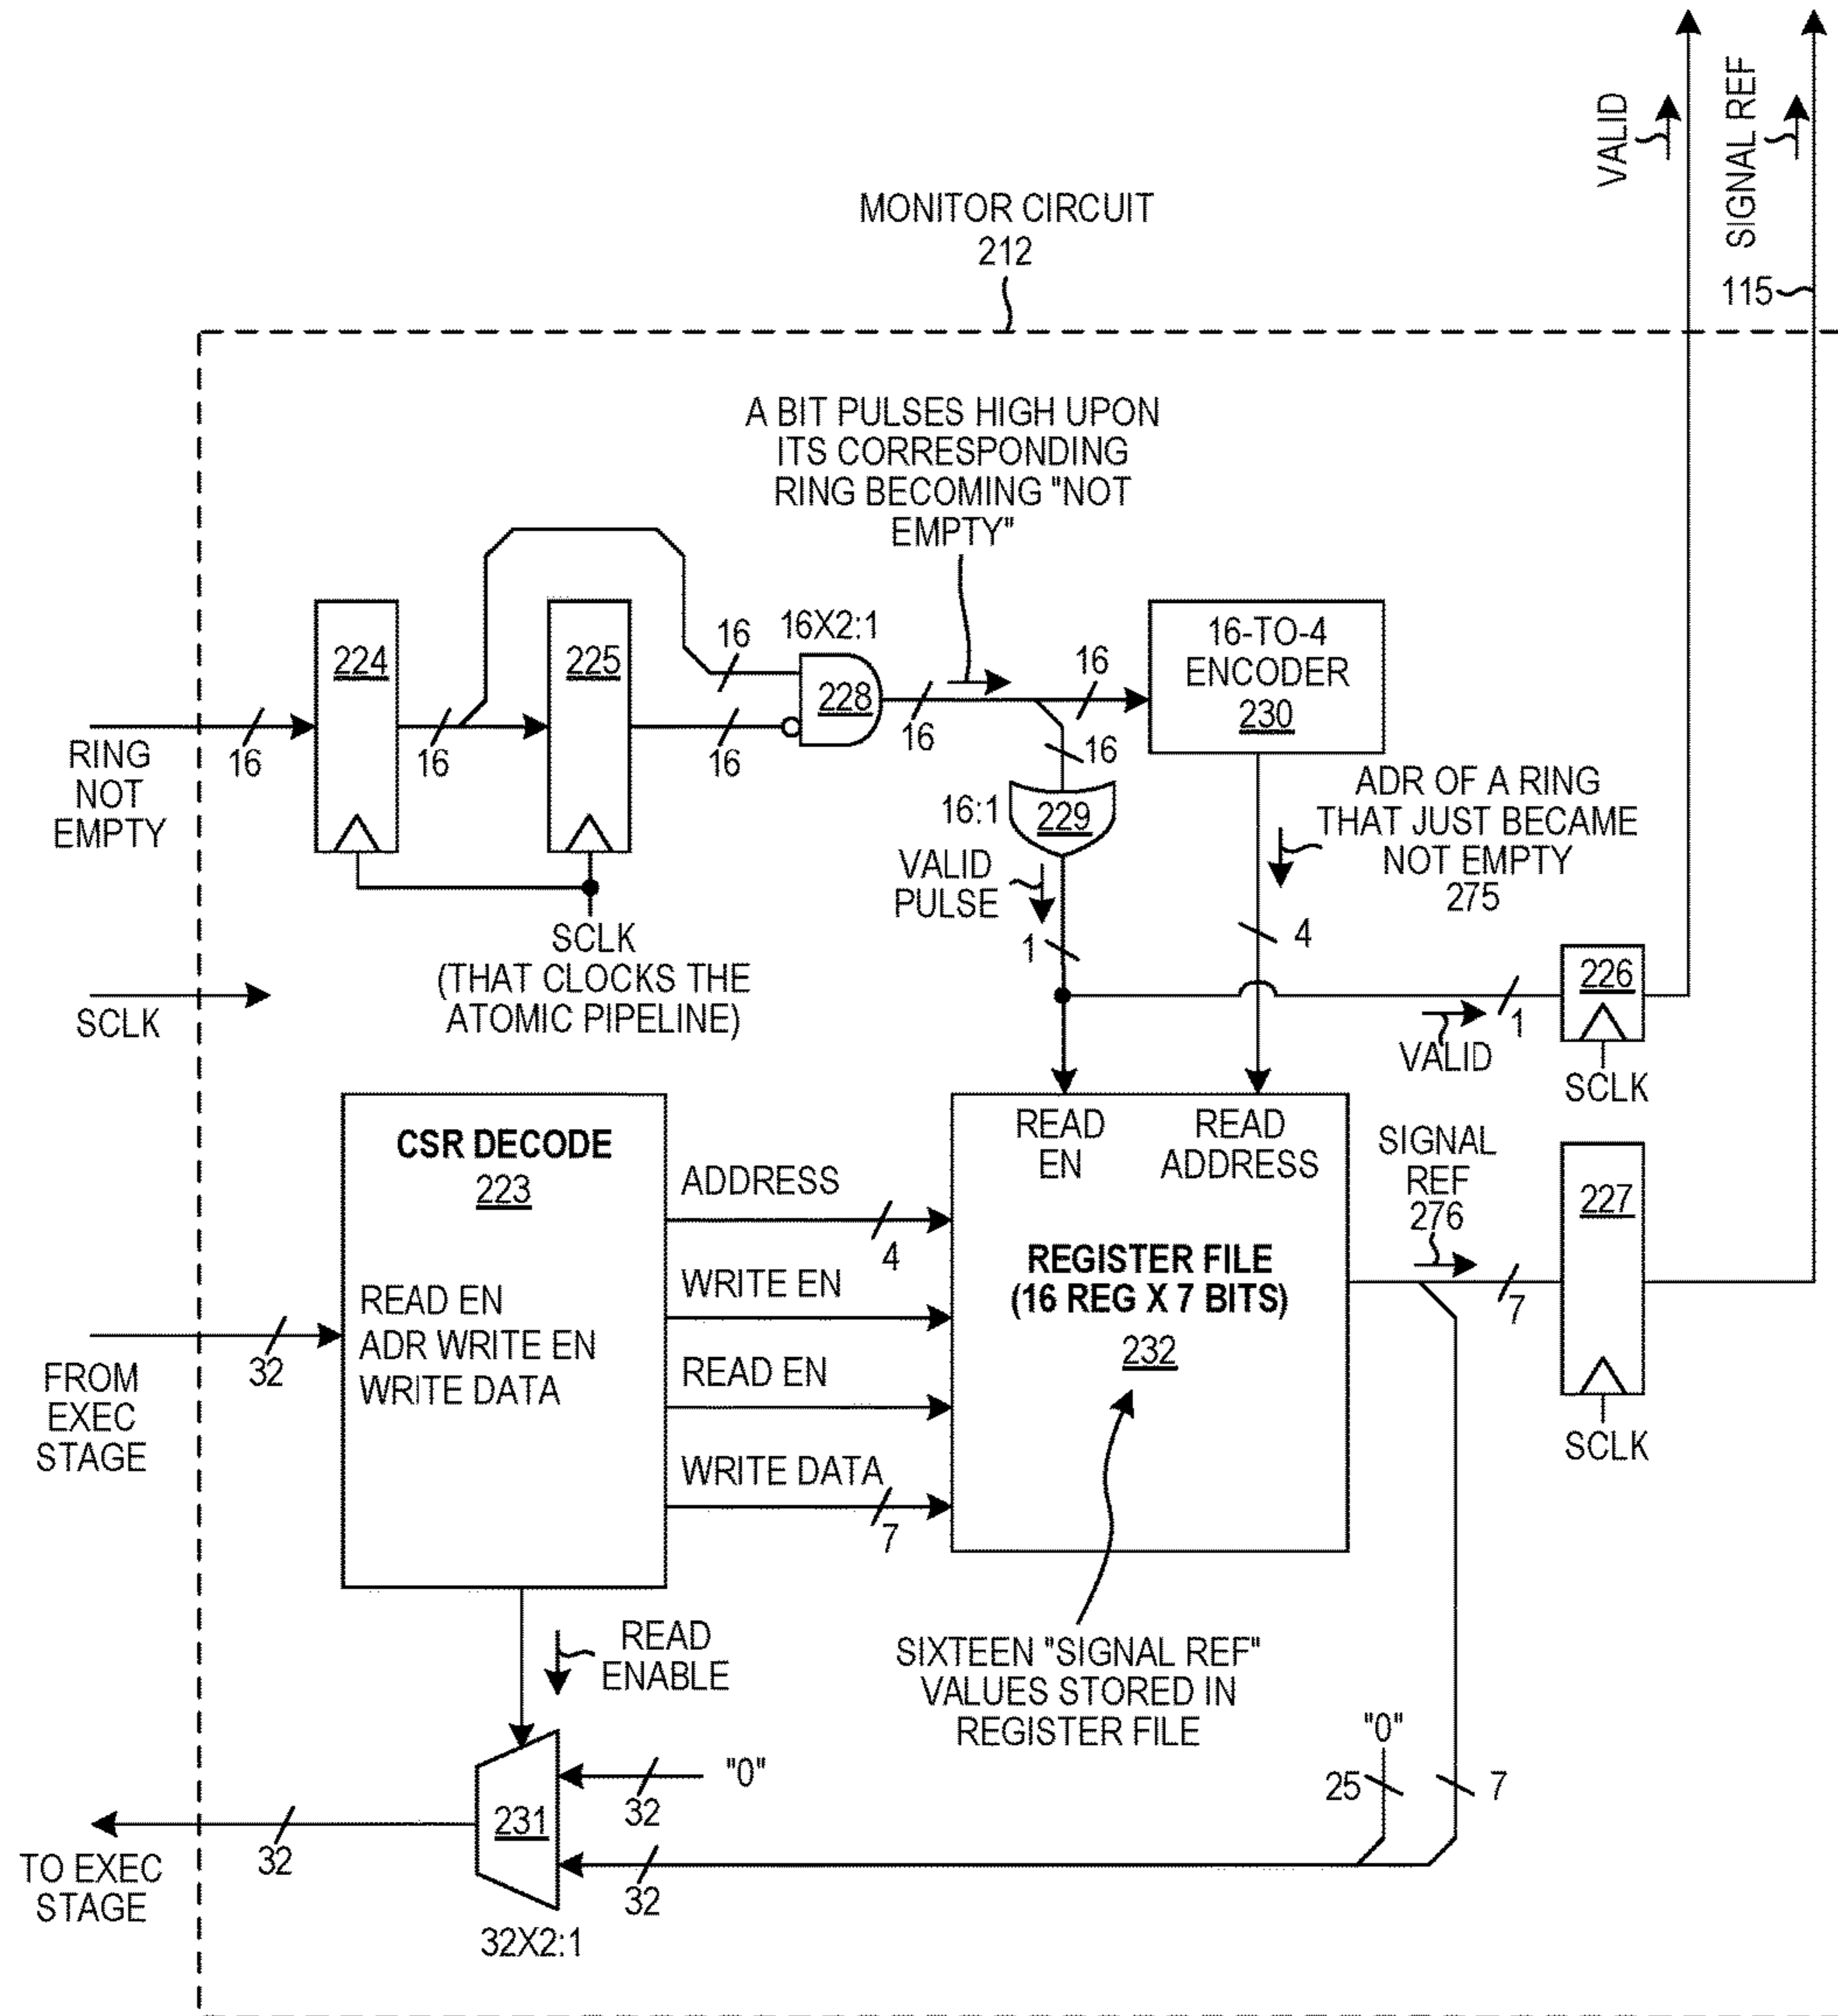 VALID
SIGNAL REF
115
MONITOR CIRCUIT
212
A BIT PULSES HIGH UPON
ITS CORRESPONDING
RING BECOMING "NOT
EMPTY"
224
225
16
16X2:1
228
16
16-TO-4
ENCODER
230
RING
NOT
EMPTY
16
16
16
16
16
16:1
229
VALID
PULSE
1
ADR OF A RING
THAT JUST BECAME
NOT EMPTY
275
4
SCLK
(THAT CLOCKS THE
ATOMIC PIPELINE)
SCLK
VALID
1
226
SCLK
CSR DECODE
223
READ EN
ADR WRITE EN
WRITE DATA
FROM
EXEC
STAGE
32
ADDRESS
4
WRITE EN
READ EN
WRITE DATA
7
READ
EN
READ
ADDRESS
REGISTER FILE
(16 REG X 7 BITS)
232
SIGNAL
REF
276
7
227
SCLK
READ
ENABLE
SIXTEEN "SIGNAL REF"
VALUES STORED IN
REGISTER FILE
"0"
25
7
"0"
32
231
32
32X2:1
32
TO EXEC
STAGE